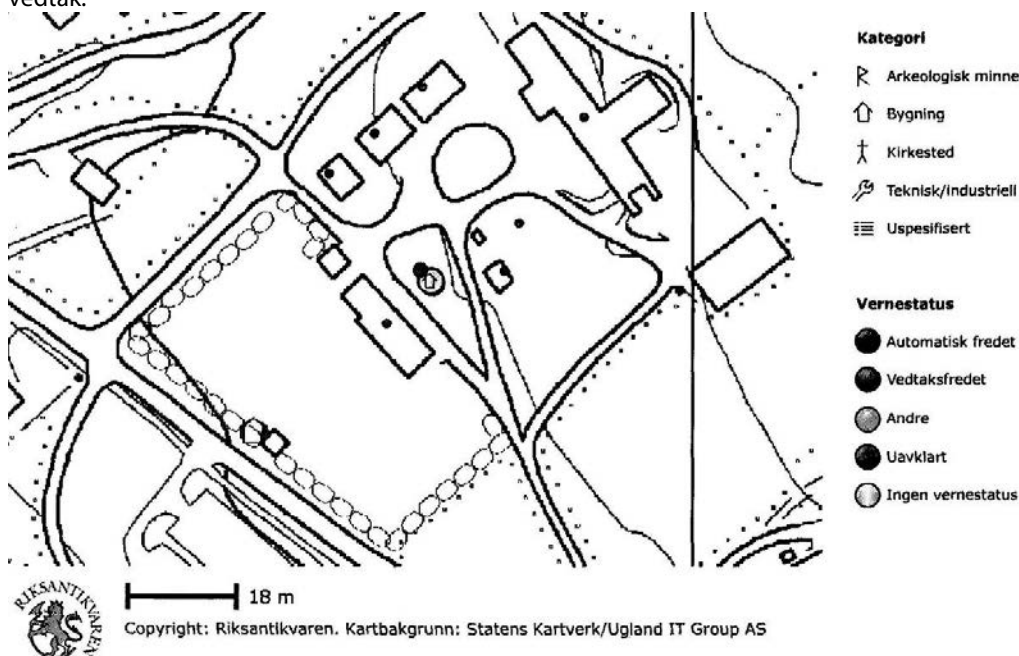 vedtak.
Kategori
Arkeologisk minne
Bygning
Kirkested
Teknisk/industriell
Uspesifisert
Vernestatus
Automatisk fredet
Vedtaksfredet
Andre
Uavklart
Ingen vernestatus
RIKSANTIKVAREN
18 m
Copyright: Riksantikvaren. Kartbakgrunn: Statens Kartverk/Ugland IT Group AS